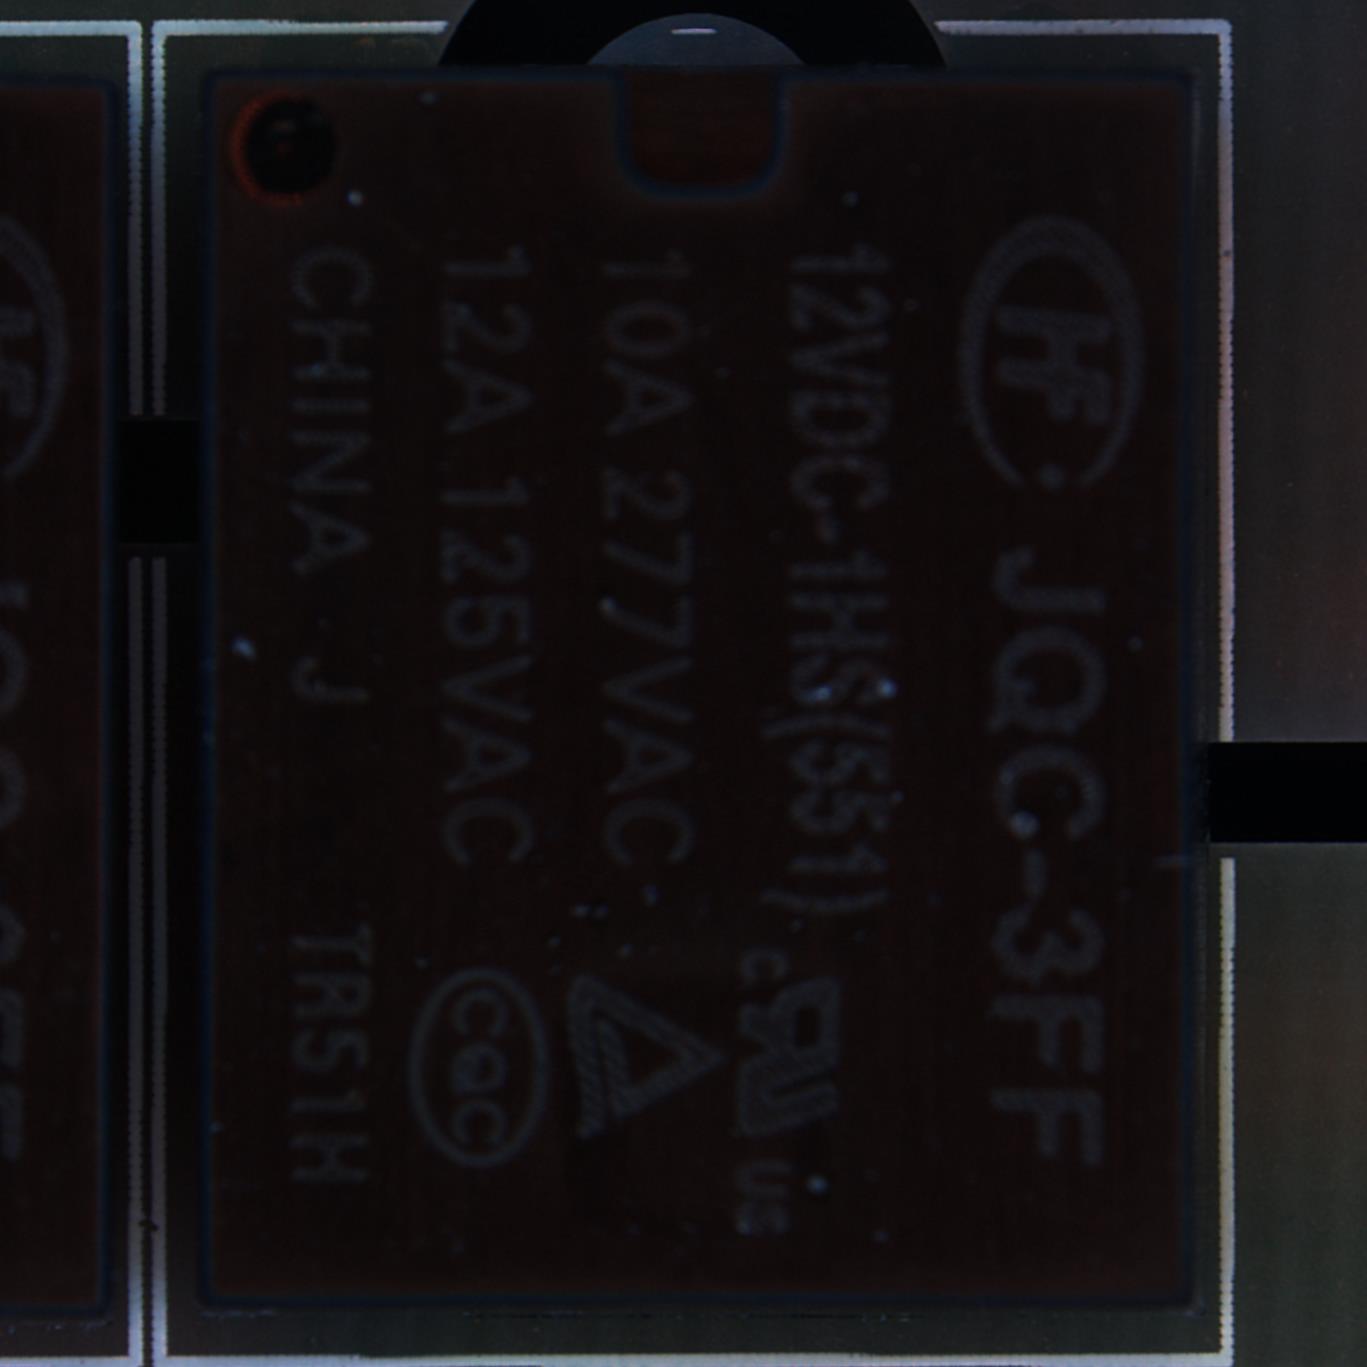 HF JQC-3FF
12VDC-1HS(551)
c US
10A 277VAC
12A 125VAC
CQC
CHINA J TR51H